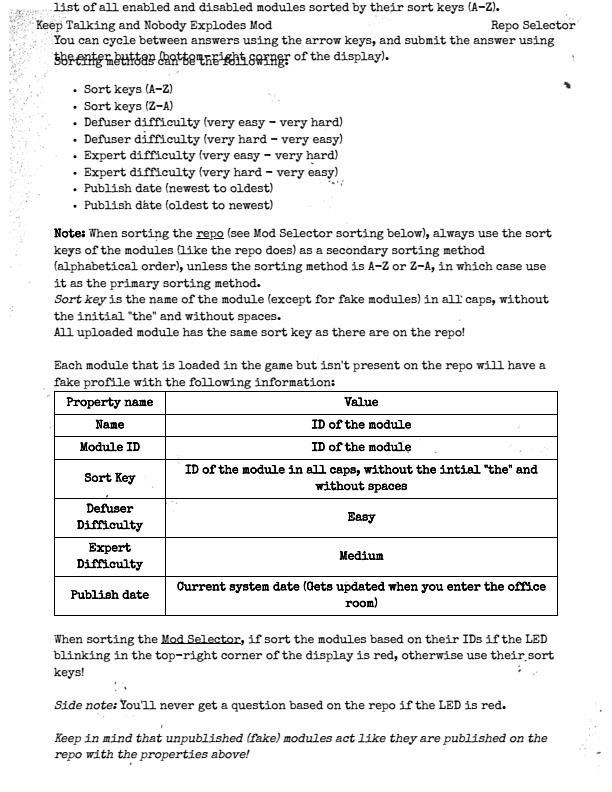 list of all enabled and disabled modules sorted by their sort keys (A-Z).
Keep Talking and Nobody Explodes Mod
Repo Selector
You can cycle between answers using the arrow keys, and submit the answer using
the enter button (bottom-right corner of the display).
Sorting methods can be the following:
• Sort keys (A-Z)
• Sort keys (Z-A)
• Defuser difficulty (very easy - very hard)
• Defuser difficulty (very hard - very easy)
• Expert difficulty (very easy - very hard)
• Expert difficulty (very hard - very easy)
• Publish date (newest to oldest)
• Publish date (oldest to newest)
Note: When sorting the repo (see Mod Selector sorting below), always use the sort
keys of the modules (like the repo does) as a secondary sorting method
(alphabetical order), unless the sorting method is A-Z or Z-A, in which case use
it as the primary sorting method.
Sort key is the name of the module (except for fake modules) in all caps, without
the initial "the" and without spaces.
All uploaded module has the same sort key as there are on the repo!
Each module that is loaded in the game but isn't present on the repo will have a
fake profile with the following information:
Property name Value
Name ID of the module
Module ID ID of the module
Sort Key ID of the module in all caps, without the intial "the" and
without spaces
Defuser
Difficulty Easy
Expert
Difficulty Medium
Publish date Current system date (Gets updated when you enter the office
room)
When sorting the Mod Selector, if sort the modules based on their IDs if the LED
blinking in the top-right corner of the display is red, otherwise use their sort
keys!
Side note: You'll never get a question based on the repo if the LED is red.
Keep in mind that unpublished (fake) modules act like they are published on the
repo with the properties above!